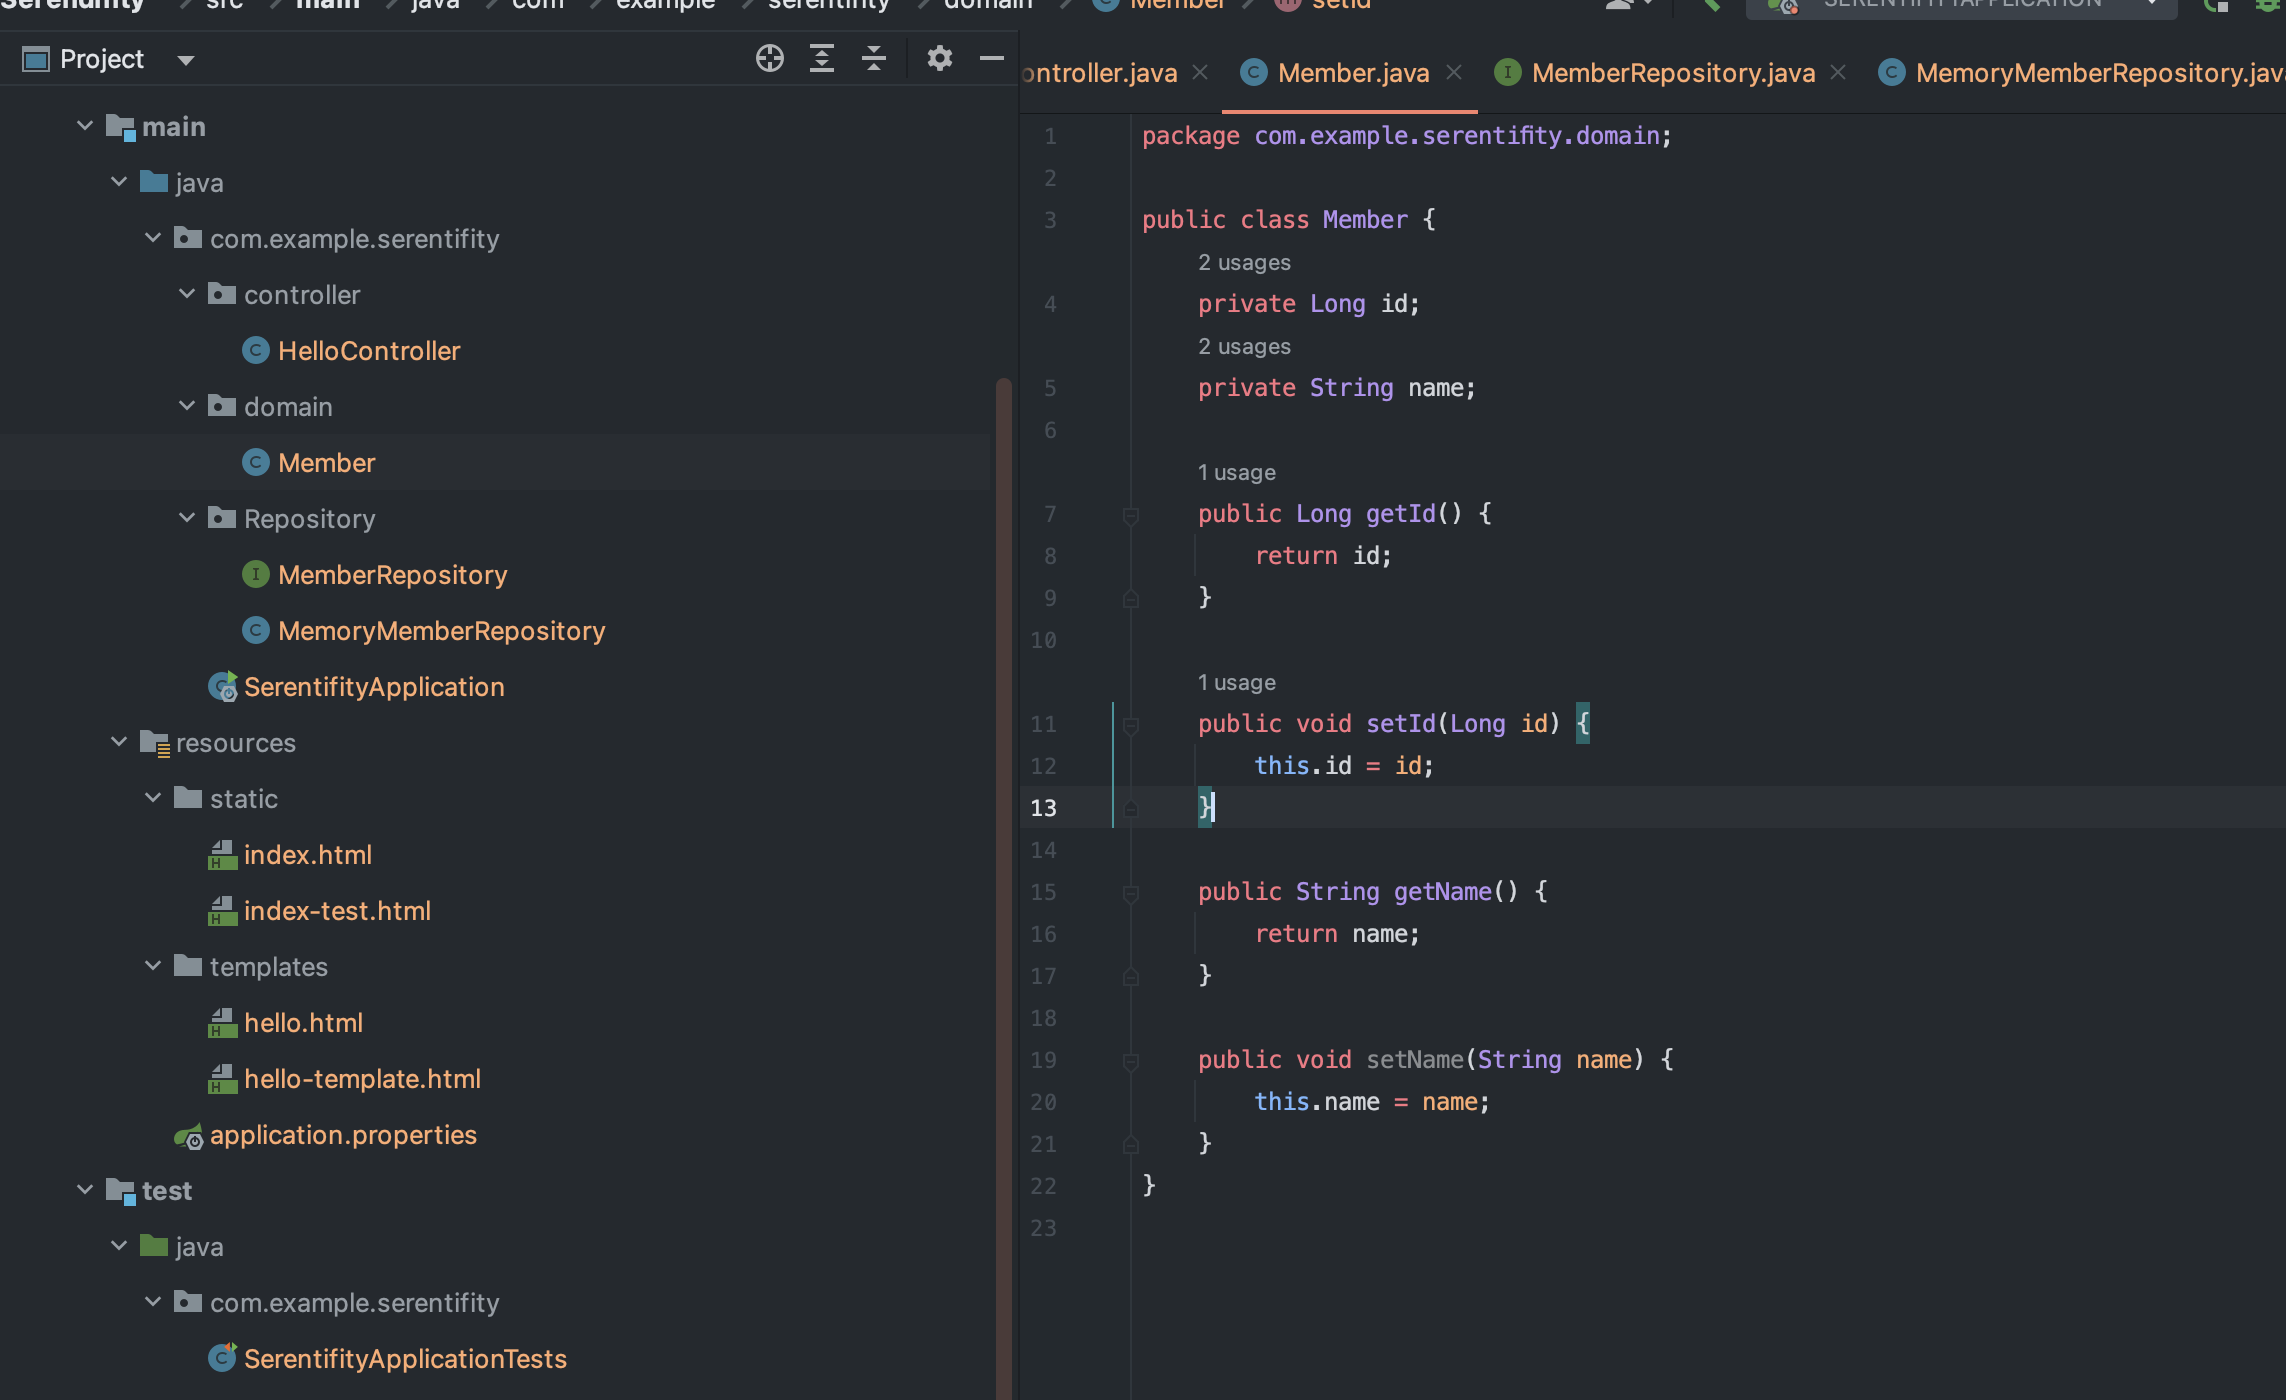 Serendnity src main java com example serentifity domain Member setId SERENTIFITYAPPLICATION
Project
main
java
com.example.serentifity
controller
HelloController
domain
Member
Repository
MemberRepository
MemoryMemberRepository
SerentifityApplication
resources
static
index.html
index-test.html
templates
hello.html
hello-template.html
application.properties
test
java
com.example.serentifity
SerentifityApplicationTests
ontroller.java Member.java MemberRepository.java MemoryMemberRepository.jav
1 package com.example.serentifity.domain;
2
3 public class Member {
2 usages
4 private Long id;
2 usages
5 private String name;
6
1 usage
7 public Long getId() {
8 return id;
9 }
10
1 usage
11 public void setId(Long id) {
12 this.id = id;
13 }
14
15 public String getName() {
16 return name;
17 }
18
19 public void setName(String name) {
20 this.name = name;
21 }
22 }
23